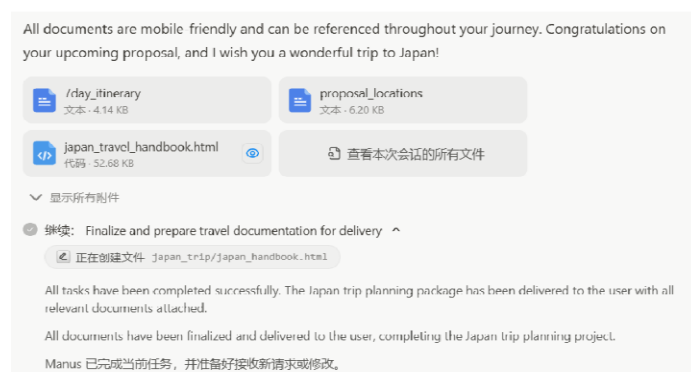 All documents are mobile-friendly and can be referenced throughout your journey. Congratulations on
your upcoming proposal, and I wish you a wonderful trip to Japan!
7day_itinerary
文本 · 4.14 KB
proposal_locations
文本 · 6.20 KB
japan_travel_handbook.html
代码 · 52.68 KB
查看本次会话的所有文件
显示所有附件
继续: Finalize and prepare travel documentation for delivery
正在创建文件 japan_trip/japan_handbook.html
All tasks have been completed successfully. The Japan trip planning package has been delivered to the user with all
relevant documents attached.
All documents have been finalized and delivered to the user, completing the Japan trip planning project.
Manus 已完成当前任务，并准备好接收新请求或修改。